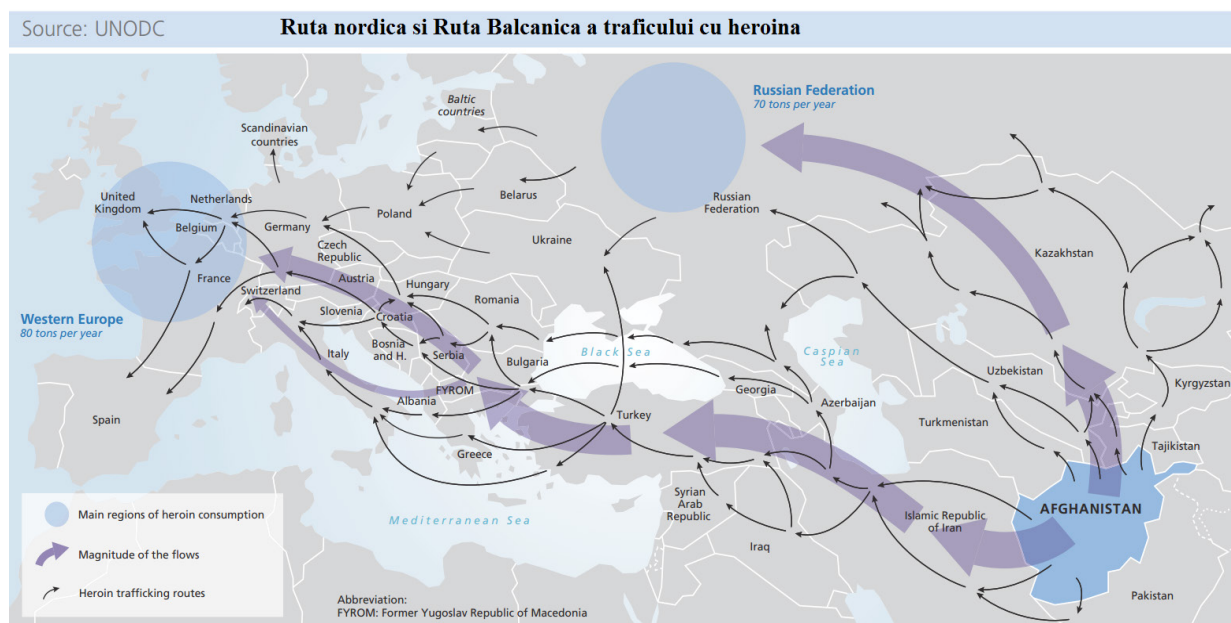 Source: UNODC
Ruta nordica si Ruta Balcanica a traficului cu heroina
Baltic
countries
Russian Federation
70 tons per year
Scandinavian
countries
United
Kingdom
Netherlands
Belgium
Germany
Poland
Belarus
Russian
Federation
Ukraine
Czech
Republic
Kazakhstan
France
Austria
Switzerland
Hungary
Romania
Slovenia
Croatia
Western Europe
80 tons per year
Italy
Bosnia
and H.
Serbia
Bulgaria
Black Sea
Caspian
Sea
Georgia
Azerbaijan
Uzbekistan
Kyrgyzstan
FYROM
Albania
Spain
Turkey
Turkmenistan
Tajikistan
Greece
Syrian
Arab
Republic
Islamic Republic
of Iran
AFGHANISTAN
Mediterranean Sea
Iraq
Pakistan
Main regions of heroin consumption
Magnitude of the flows
Heroin trafficking routes
Abbreviation:
FYROM: Former Yugoslav Republic of Macedonia